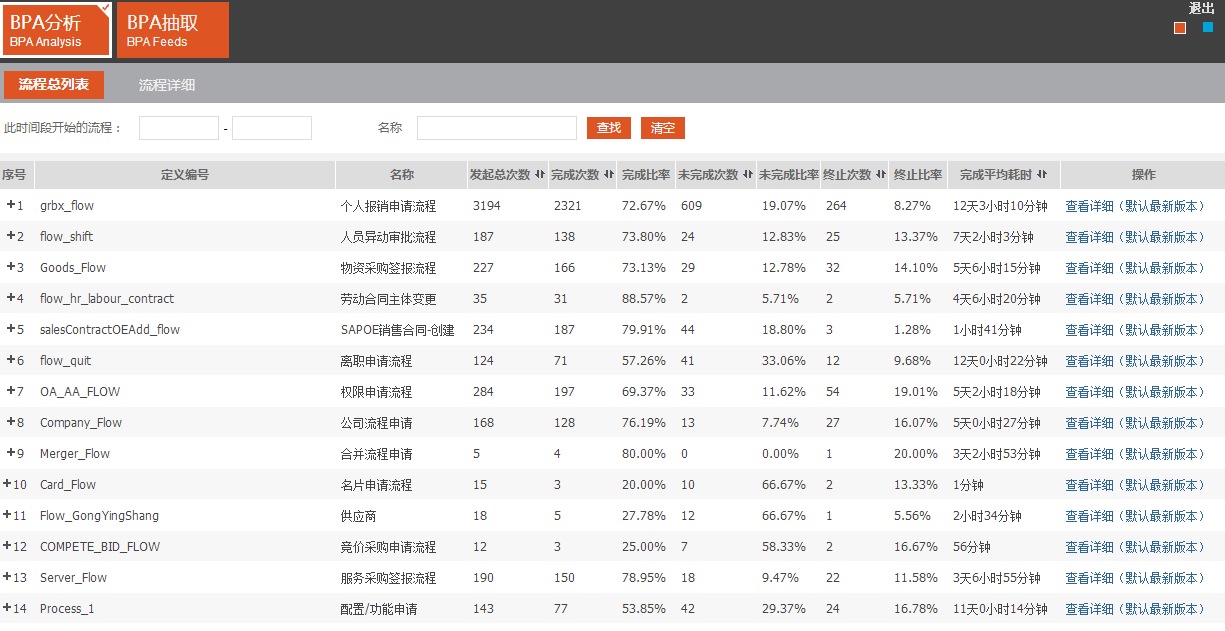 BPA分析 BPA抽取 退出
BPA Analysis BPA Feeds
流程总列表 流程详细
此时间段开始的流程： - 名称 查找 清空
序号 定义编号 名称 发起总次数 完成次数 完成比率 未完成次数 未完成比率 终止次数 终止比率 完成平均耗时 操作
+1 grbx_flow 个人报销申请流程 3194 2321 72.67% 609 19.07% 264 8.27% 12天3小时10分钟 查看详细（默认最新版本）
+2 flow_shift 人员异动审批流程 187 138 73.80% 24 12.83% 25 13.37% 7天2小时3分钟 查看详细（默认最新版本）
+3 Goods_Flow 物资采购签报流程 227 166 73.13% 29 12.78% 32 14.10% 5天6小时15分钟 查看详细（默认最新版本）
+4 flow_hr_labour_contract 劳动合同主体变更 35 31 88.57% 2 5.71% 2 5.71% 4天6小时20分钟 查看详细（默认最新版本）
+5 salesContractOEAdd_flow SAPOE销售合同-创建 234 187 79.91% 44 18.80% 3 1.28% 1小时41分钟 查看详细（默认最新版本）
+6 flow_quit 离职申请流程 124 71 57.26% 41 33.06% 12 9.68% 12天0小时22分钟 查看详细（默认最新版本）
+7 OA_AA_FLOW 权限申请流程 284 197 69.37% 33 11.62% 54 19.01% 5天2小时18分钟 查看详细（默认最新版本）
+8 Company_Flow 公司流程申请 168 128 76.19% 13 7.74% 27 16.07% 5天0小时27分钟 查看详细（默认最新版本）
+9 Merger_Flow 合并流程申请 5 4 80.00% 0 0.00% 1 20.00% 3天2小时53分钟 查看详细（默认最新版本）
+10 Card_Flow 名片申请流程 15 3 20.00% 10 66.67% 2 13.33% 1分钟 查看详细（默认最新版本）
+11 Flow_GongYingShang 供应商 18 5 27.78% 12 66.67% 1 5.56% 2小时34分钟 查看详细（默认最新版本）
+12 COMPETE_BID_FLOW 竞价采购申请流程 12 3 25.00% 7 58.33% 2 16.67% 56分钟 查看详细（默认最新版本）
+13 Server_Flow 服务采购签报流程 190 150 78.95% 18 9.47% 22 11.58% 3天6小时55分钟 查看详细（默认最新版本）
+14 Process_1 配置/功能申请 143 77 53.85% 42 29.37% 24 16.78% 11天0小时14分钟 查看详细（默认最新版本）